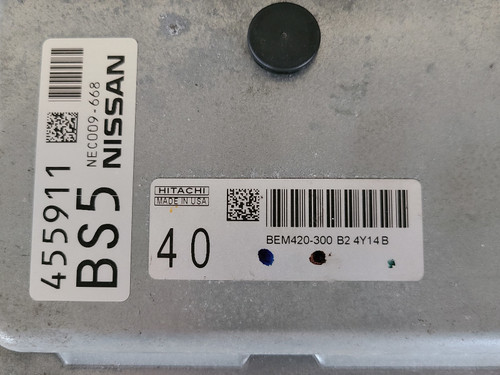 455911
BS5
NEC009-668
NISSAN
HITACHI
MADE IN USA
40
BEM420-300 B2 4Y14 B